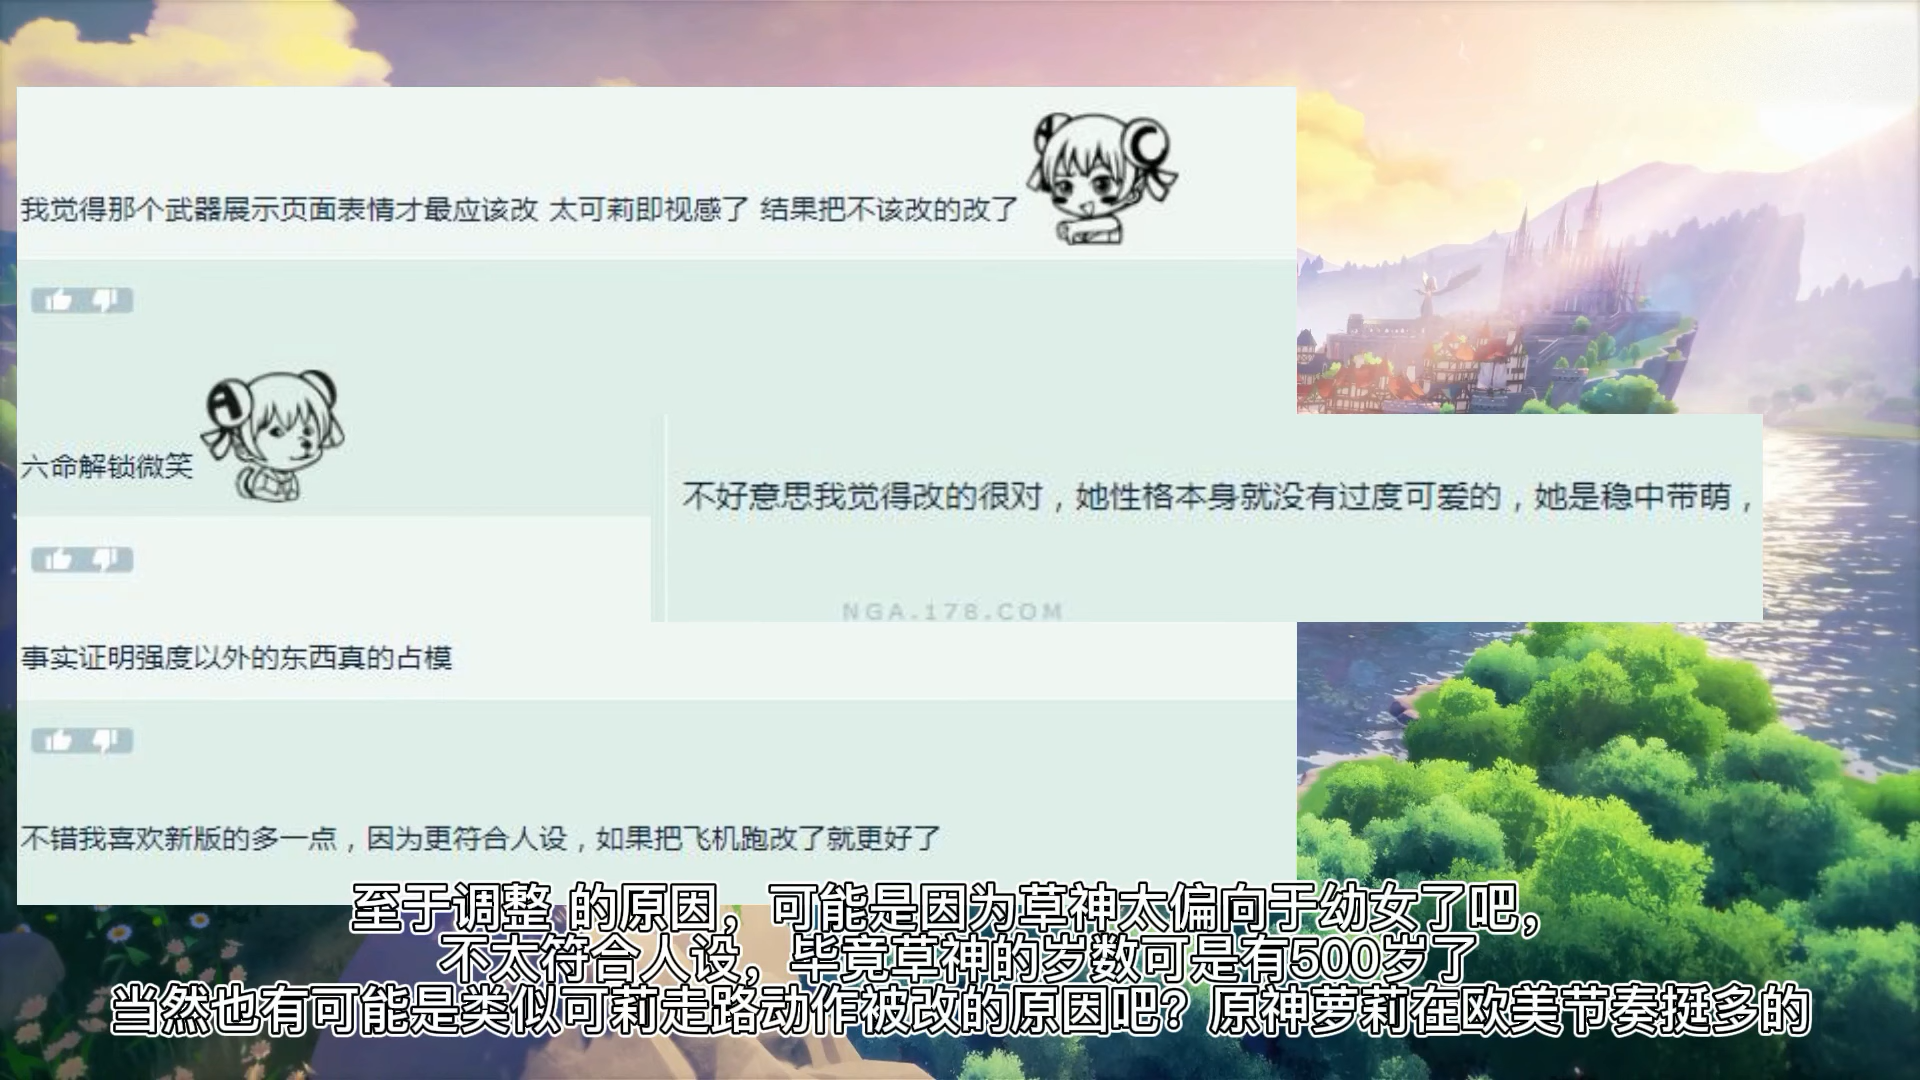 我觉得那个武器展示页面表情才最应该改 太可莉即视感了 结果把不该改的改了
六命解锁微笑
不好意思我觉得改的很对，她性格本身就没有过度可爱的，她是稳中带萌，
NGA.178.COM
事实证明强度以外的东西真的占模
不错我喜欢新版的多一点，因为更符合人设，如果把飞机跑改了就更好了
至于调整 的原因，可能是因为草神太偏向于幼女了吧，
不太符合人设，毕竟草神的岁数可是有500岁了
当然也有可能是类似可莉走路动作被改的原因吧？原神萝莉在欧美节奏挺多的